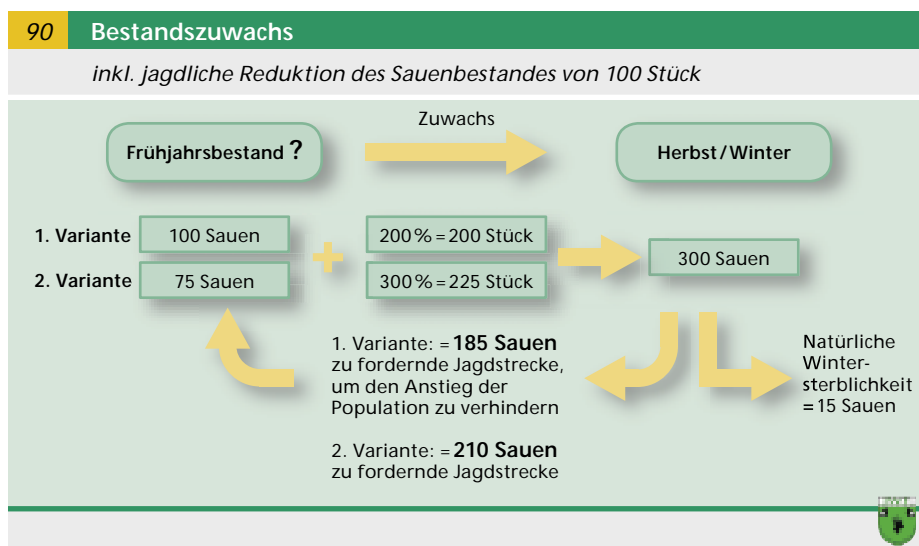 90 Bestandszuwachs
inkl. jagdliche Reduktion des Sauenbestandes von 100 Stück
Zuwachs
Frühjahrsbestand ?
Herbst/Winter
1. Variante 100 Sauen + 200 % = 200 Stück
2. Variante 75 Sauen 300 % = 225 Stück
300 Sauen
1. Variante: = 185 Sauen
zu fordernde Jagdstrecke,
um den Anstieg der
Population zu verhindern
2. Variante: = 210 Sauen
zu fordernde Jagdstrecke
Natürliche
Winter-
sterblichkeit
= 15 Sauen